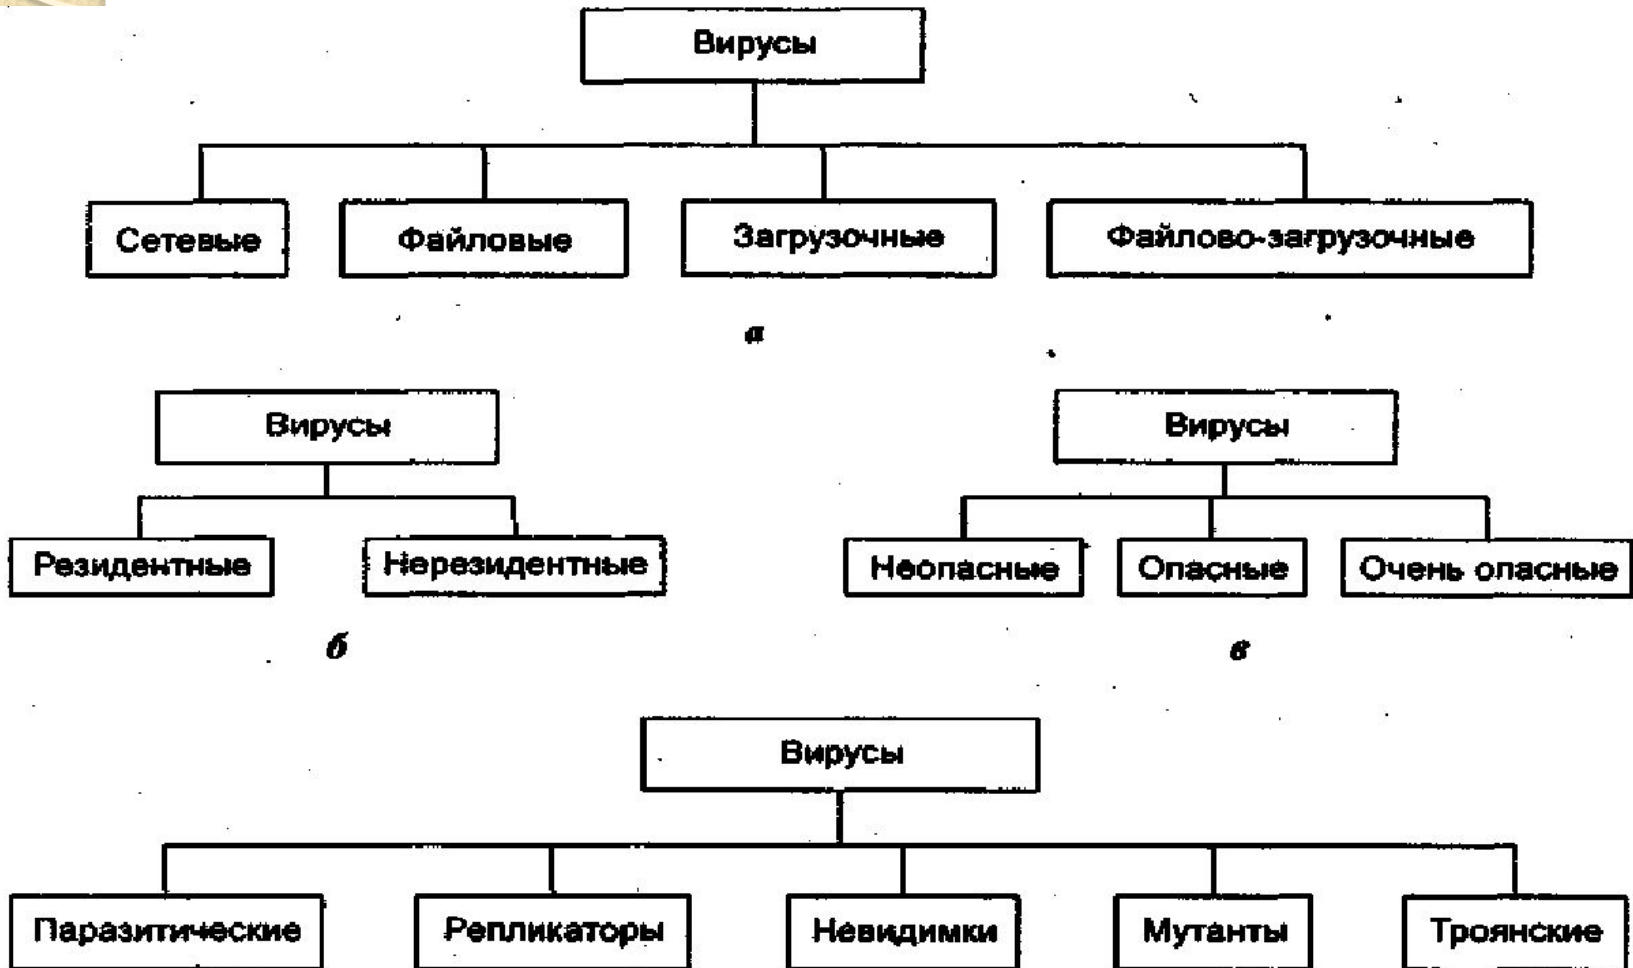 Вирусы
Сетевые Файловые Загрузочные Файлово-загрузочные
а
Вирусы Вирусы
Резидентные Нерезидентные Неопасные Опасные Очень опасные
б в
Вирусы
Паразитические Репликаторы Невидимки Мутанты Троянские